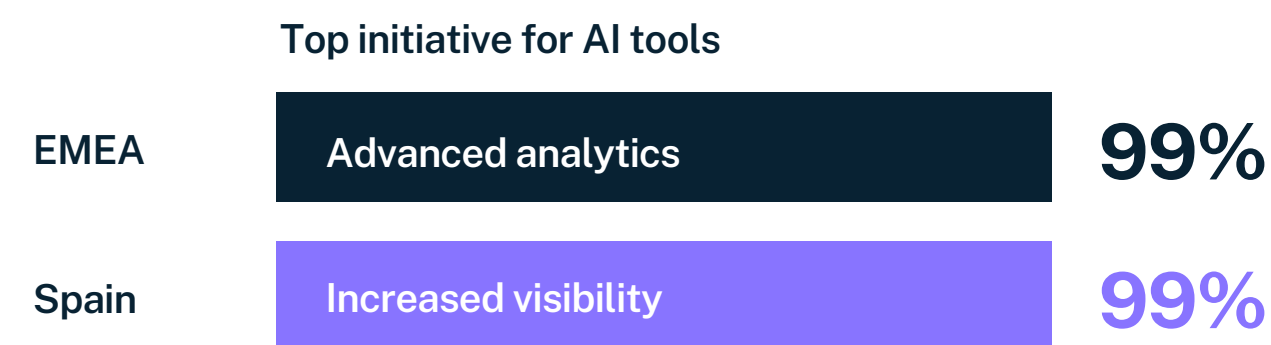 Top initiative for AI tools
EMEA Advanced analytics 99%
Spain Increased visibility 99%